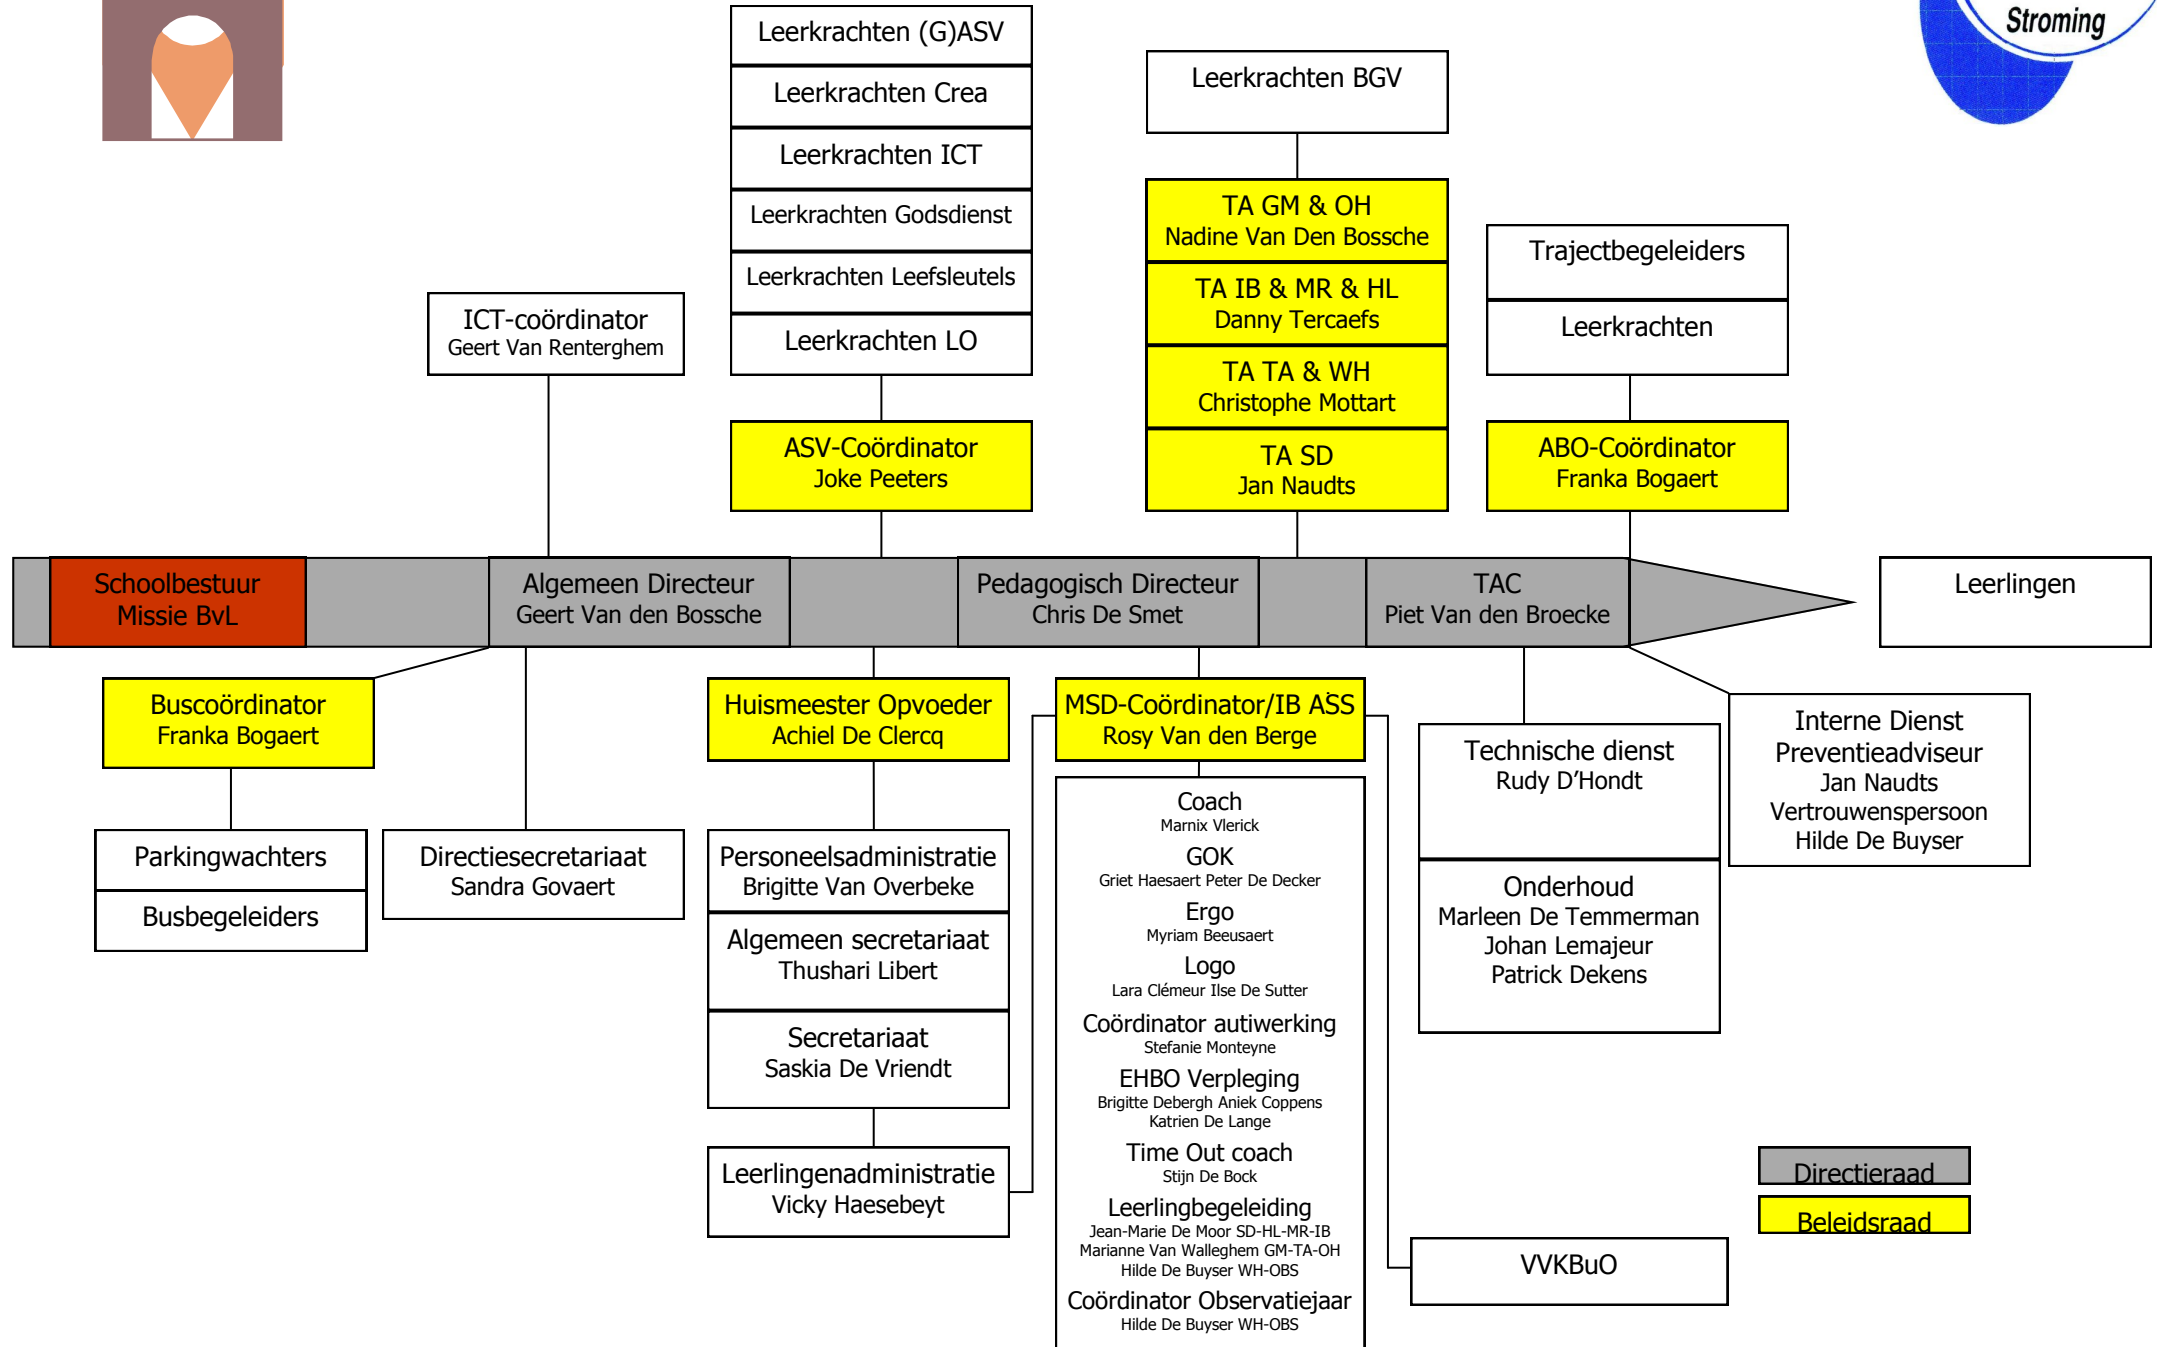 Stroming
Leerkrachten (G)ASV
Leerkrachten Crea
Leerkrachten ICT
Leerkrachten Godsdienst
Leerkrachten Leefsleutels
Leerkrachten LO
Leerkrachten BGV
TA GM & OH
Nadine Van Den Bossche
TA IB & MR & HL
Danny Tercaefs
TA TA & WH
Christophe Mottart
TA SD
Jan Naudts
Trajectbegeleiders
Leerkrachten
ICT-coördinator
Geert Van Renterghem
ASV-Coördinator
Joke Peeters
ABO-Coördinator
Franka Bogaert
Schoolbestuur
Missie BvL
Algemeen Directeur
Geert Van den Bossche
Pedagogisch Directeur
Chris De Smet
TAC
Piet Van den Broecke
Leerlingen
Buscoördinator
Franka Bogaert
Parkingwachters
Busbegeleiders
Directiesecretariaat
Sandra Govaert
Huismeester Opvoeder
Achiel De Clercq
Personeelsadministratie
Brigitte Van Overbeke
Algemeen secretariaat
Thushari Libert
Secretariaat
Saskia De Vriendt
Leerlingenadministratie
Vicky Haesebeyt
MSD-Coördinator/IB ASS
Rosy Van den Berge
Coach
Marnix Vlerick
GOK
Griet Haesaert Peter De Decker
Ergo
Myriam Beeusaert
Logo
Lara Clémeur Ilse De Sutter
Coördinator autiwerking
Stefanie Monteyne
EHBO Verpleging
Brigitte Debergh Aniek Coppens
Katrien De Lange
Time Out coach
Stijn De Bock
Leerlingbegeleiding
Jean-Marie De Moor SD-HL-MR-IB
Marianne Van Walleghem GM-TA-OH
Hilde De Buyser WH-OBS
Coördinator Observatiejaar
Hilde De Buyser WH-OBS
Technische dienst
Rudy D'Hondt
Onderhoud
Marleen De Temmerman
Johan Lemajeur
Patrick Dekens
Interne Dienst
Preventieadviseur
Jan Naudts
Vertrouwenspersoon
Hilde De Buyser
VVKBuO
Directieraad
Beleidsraad